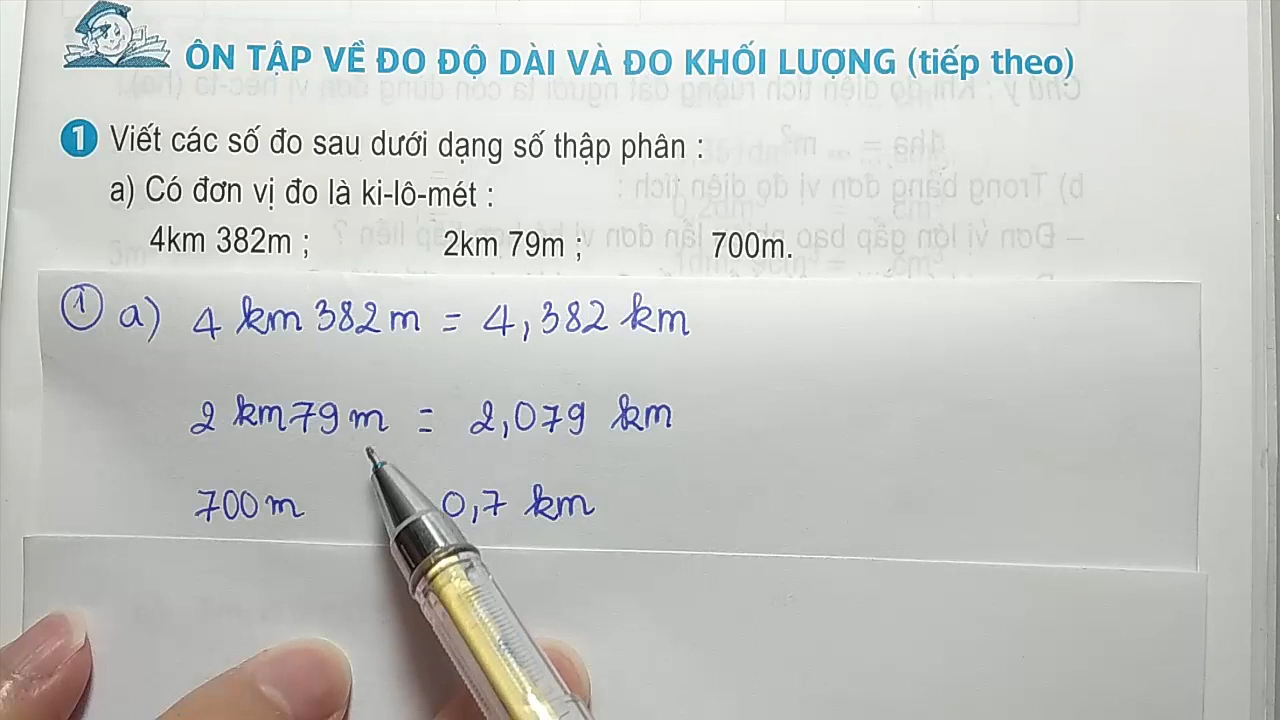 ÔN TẬP VỀ ĐO ĐỘ DÀI VÀ ĐO KHỐI LƯỢNG (tiếp theo)
1 Viết các số đo sau dưới dạng số thập phân :
a) Có đơn vị đo là ki-lô-mét :
4km 382m ; 2km 79m ; 700m.
1 a) 4 km 382 m = 4,382 km
2 km 79 m = 2,079 km
700 m 0,7 km